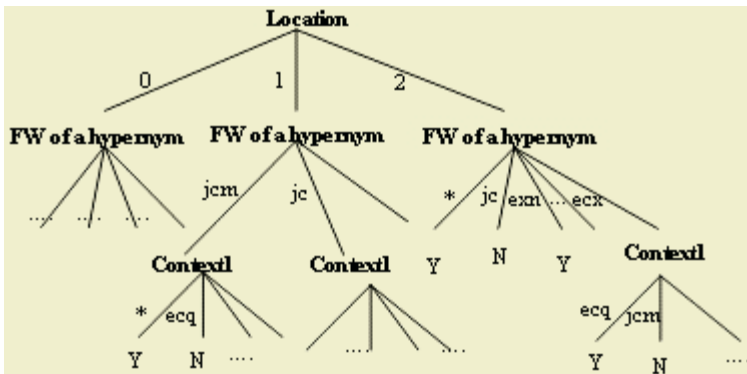 Location
0 1 2
FW of a hypernym FW of a hypernym FW of a hypernym
jcm jc * jc exn ... ecx
.... .... ....
Context1 Context1 Y N Y Context1
* ecq ecq jcm
Y N .... .... .... Y N ....